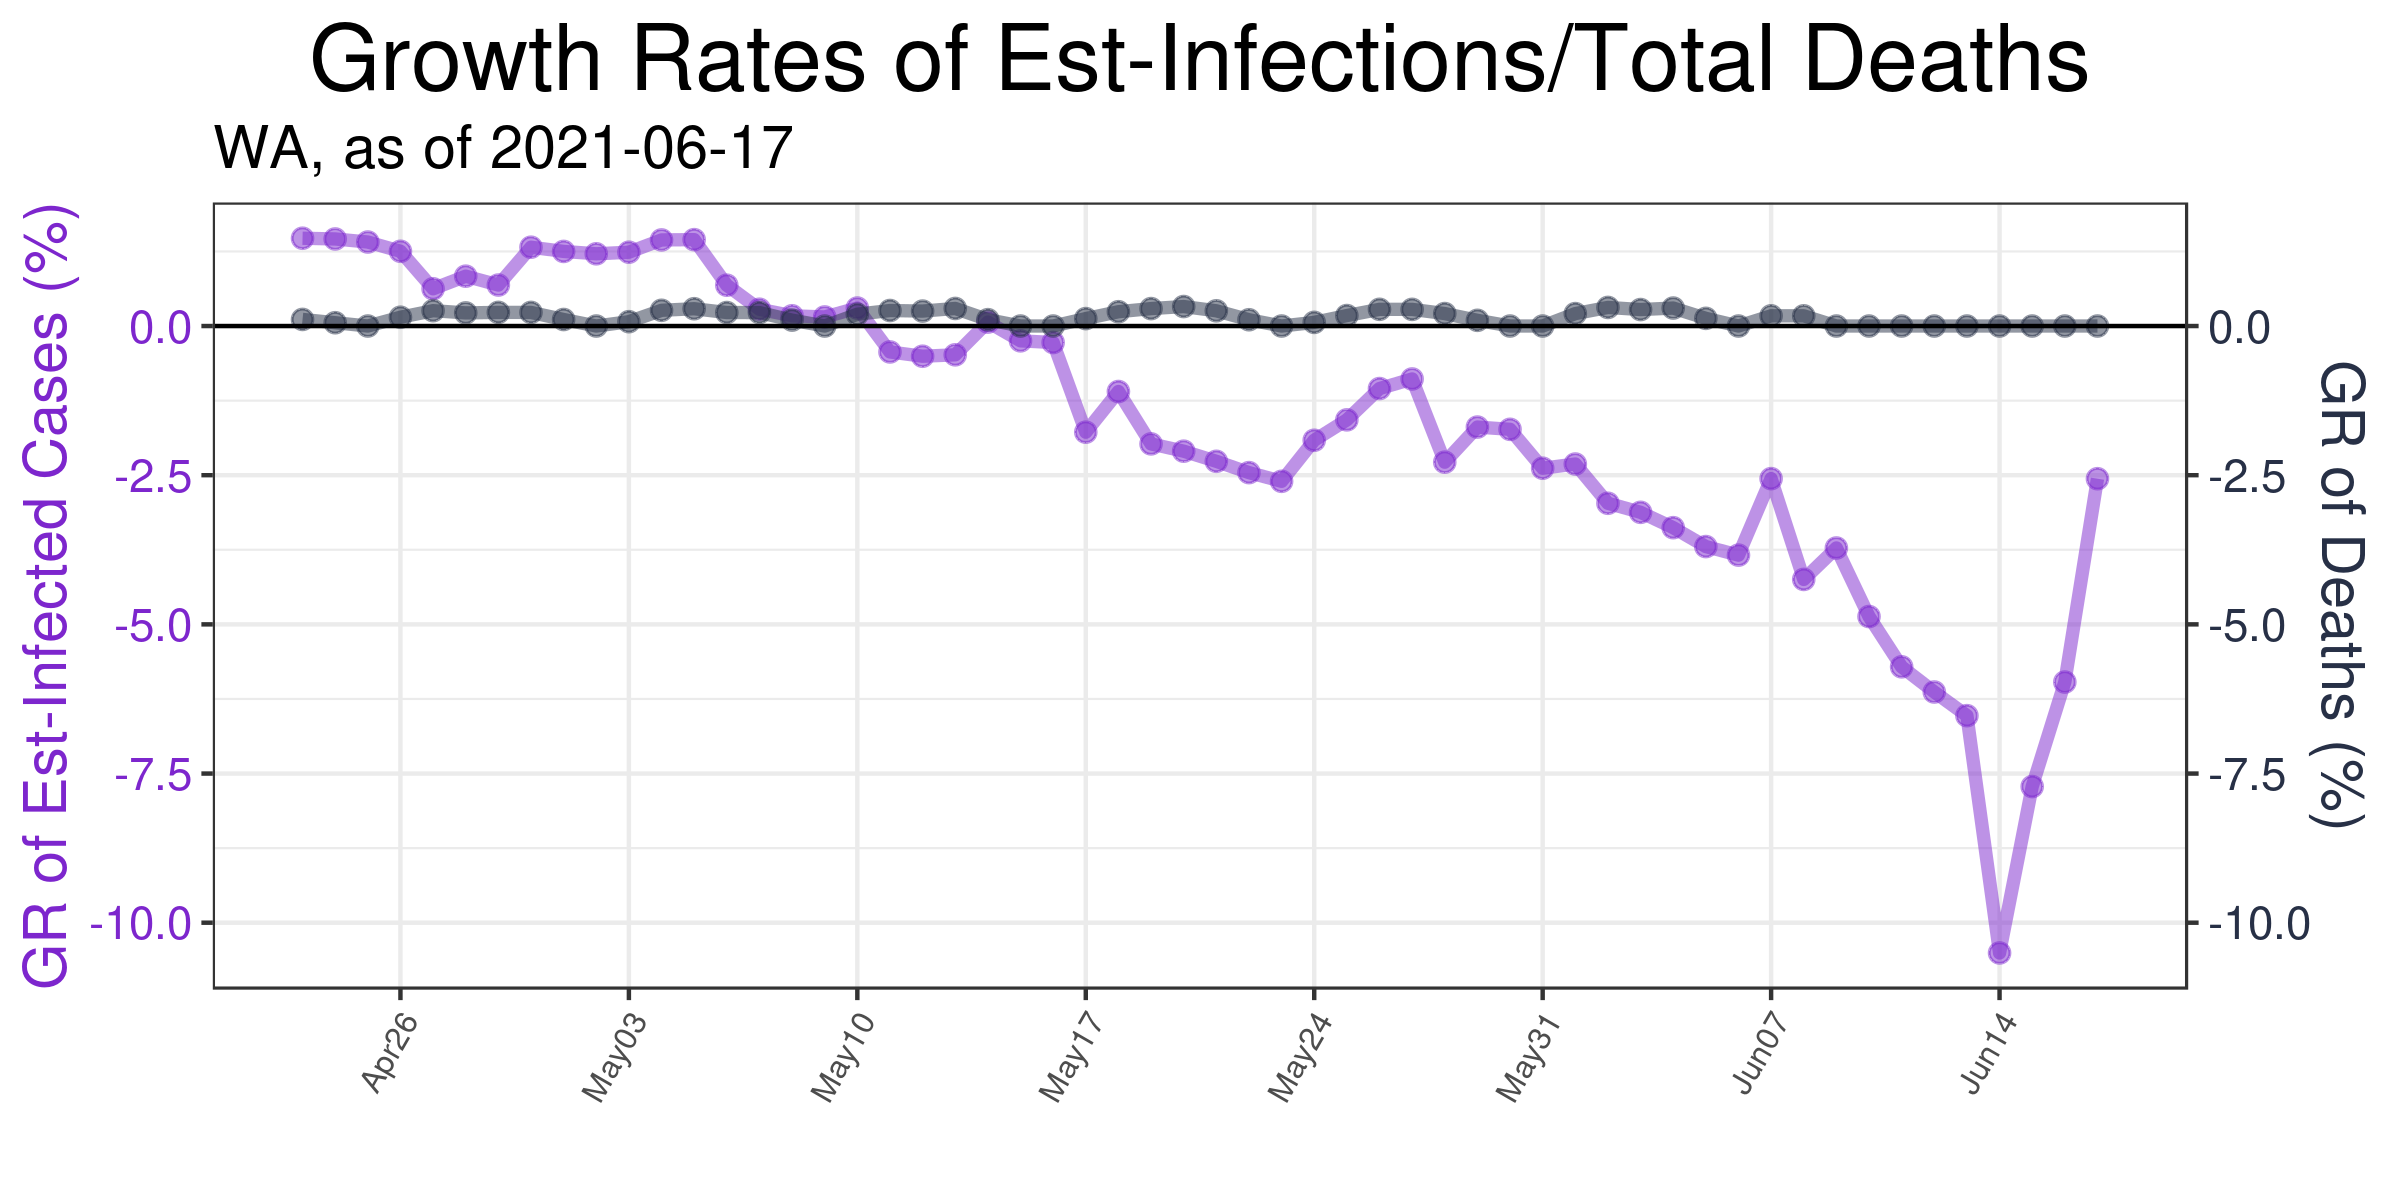 Growth Rates of Est-Infections/Total Deaths
WA, as of 2021-06-17
GR of Est-Infected Cases (%)
0.0
-2.5
-5.0
-7.5
-10.0
0.0
-2.5
-5.0
-7.5
-10.0
GR of Deaths (%)
Apr26
May03
May10
May17
May24
May31
Jun07
Jun14